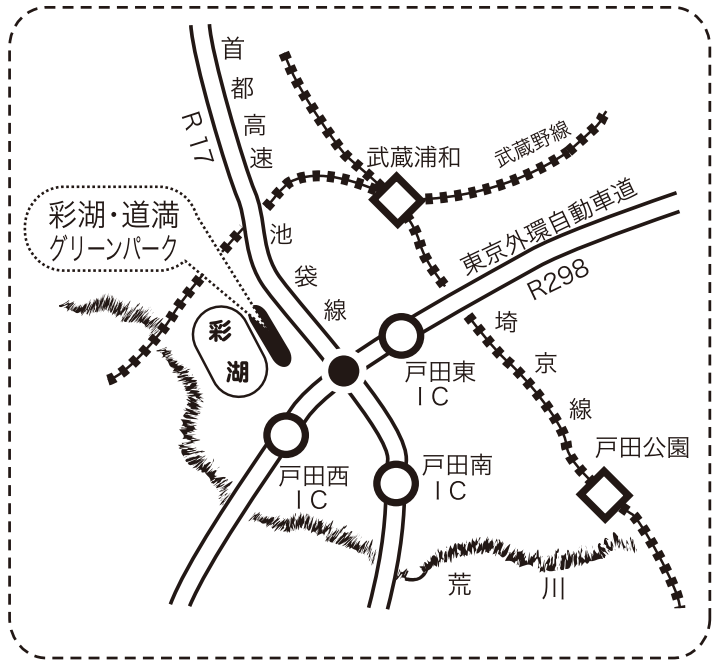 首都高速池袋線
R17
武蔵浦和
武蔵野線
彩湖・道満
グリーンパーク
東京外環自動車道
R298
彩湖
埼京線
戸田東
IC
戸田西
IC
戸田南
IC
戸田公園
荒川